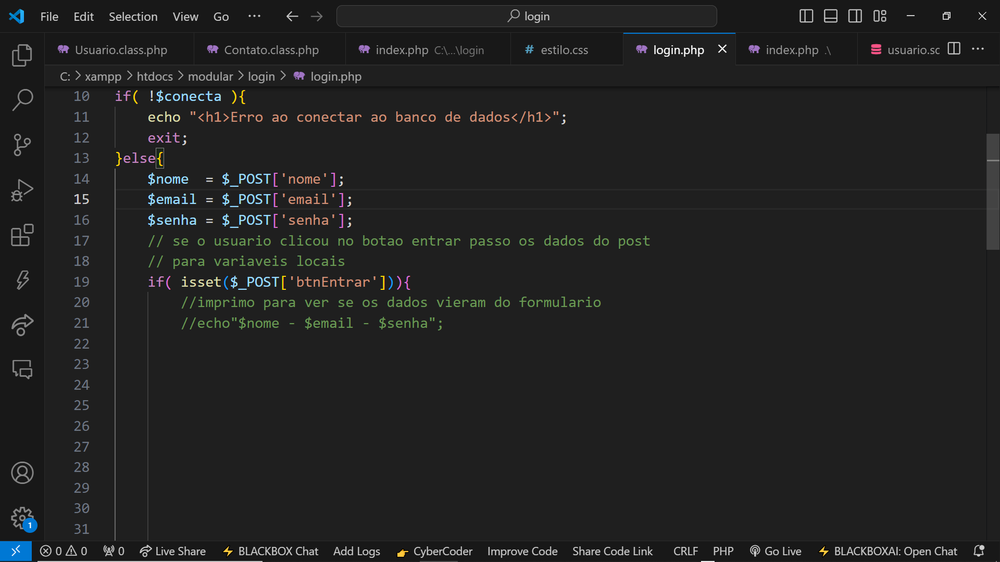 File Edit Selection View Go ··· login
Usuario.class.php Contato.class.php index.php C:\...\login # estilo.css login.php index.php .\ usuario.sc ···
C: > xampp > htdocs > modular > login > login.php
10 if( !$conecta ){
11 echo "<h1>Erro ao conectar ao banco de dados</h1>";
12 exit;
13 }else{
14 $nome  = $_POST['nome'];
15 $email = $_POST['email'];
16 $senha = $_POST['senha'];
17 // se o usuario clicou no botao entrar passo os dados do post
18 // para variaveis locais
19 if( isset($_POST['btnEntrar'])){
20 //imprimo para ver se os dados vieram do formulario
21 //echo"$nome - $email - $senha";
22
23
24
25
26
27
28
29
30
31
1
0 0 0 Live Share BLACKBOX Chat Add Logs CyberCoder Improve Code Share Code Link CRLF PHP Go Live BLACKBOXAI: Open Chat